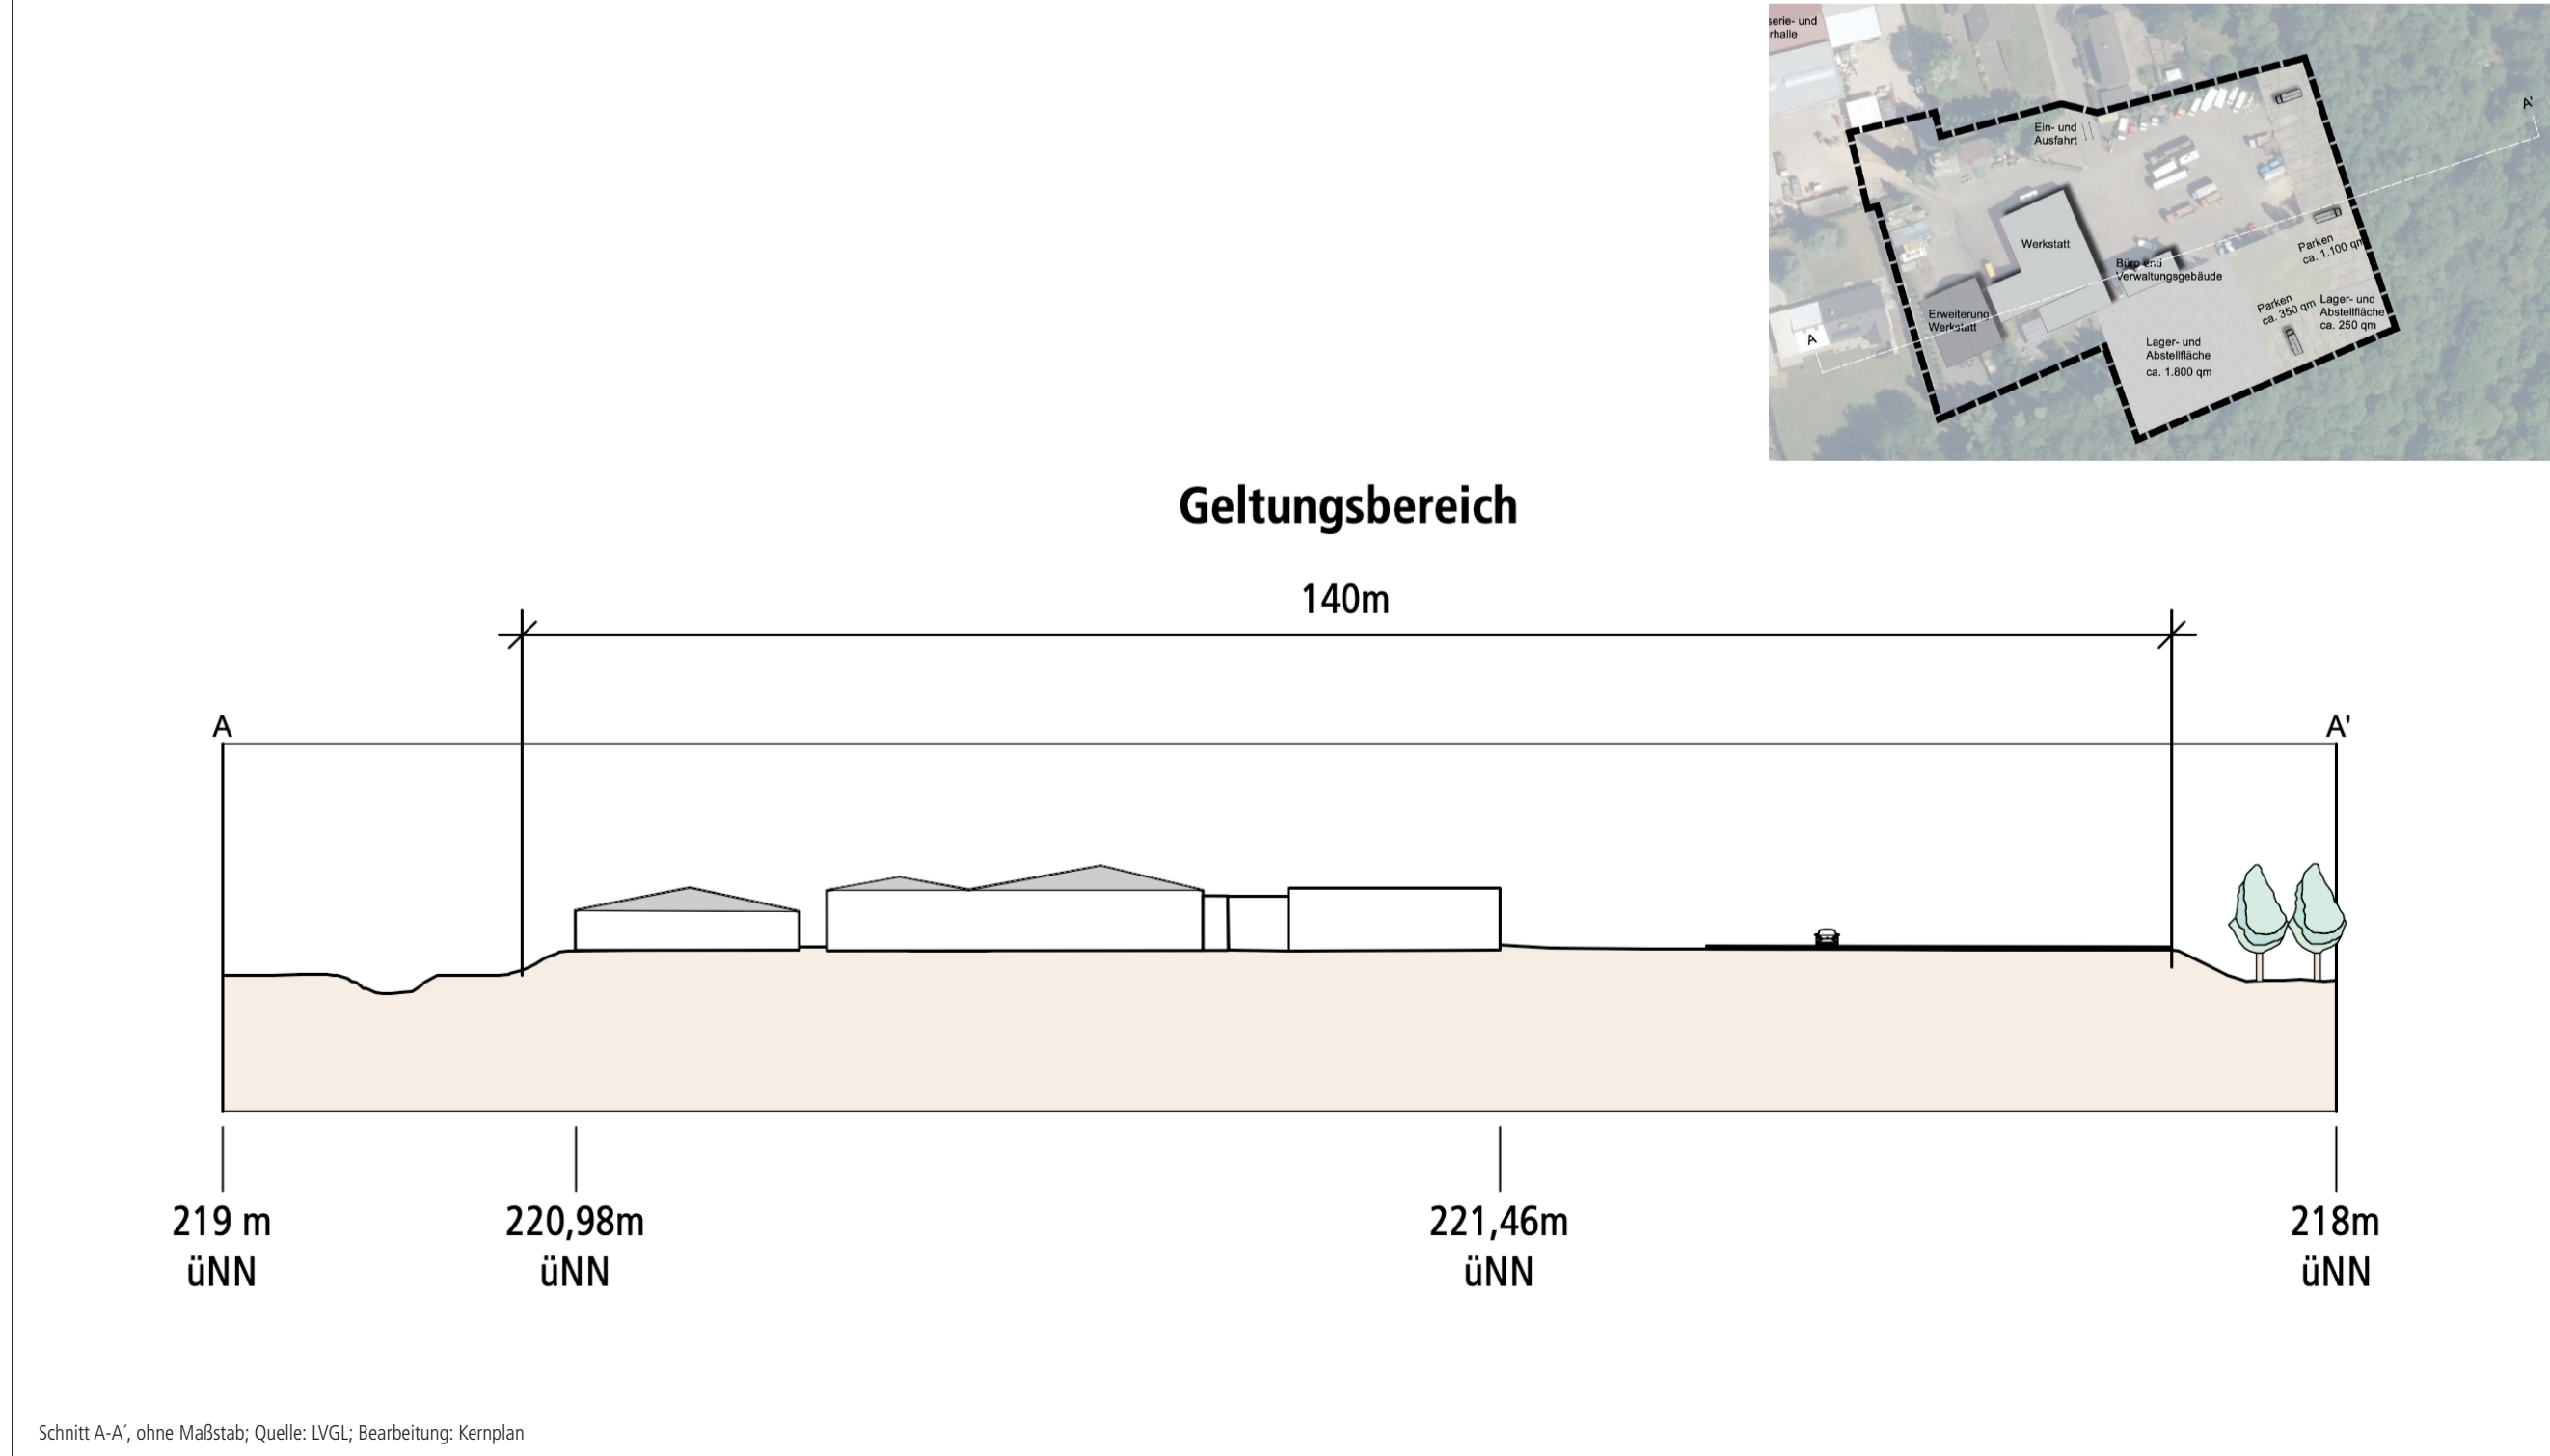 serie- und
rhalle
A'
Ein- und
Ausfahrt
Werkstatt
Büro und
Verwaltungsgebäude
Parken
ca. 1.100 qm
Parken
ca. 350 qm
Lager- und
Abstellfläche
ca. 250 qm
Erweiterung
Werkstatt
A
Lager- und
Abstellfläche
ca. 1.800 qm
Geltungsbereich
140m
A
A'
219 m
üNN
220,98m
üNN
221,46m
üNN
218m
üNN
Schnitt A-A´, ohne Maßstab; Quelle: LVGL; Bearbeitung: Kernplan